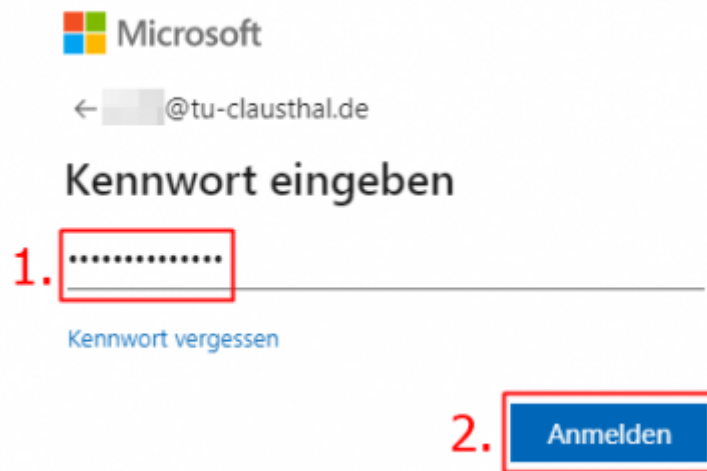 Microsoft
← @tu-clausthal.de
Kennwort eingeben
1. ••••••••••••••
Kennwort vergessen
2. Anmelden